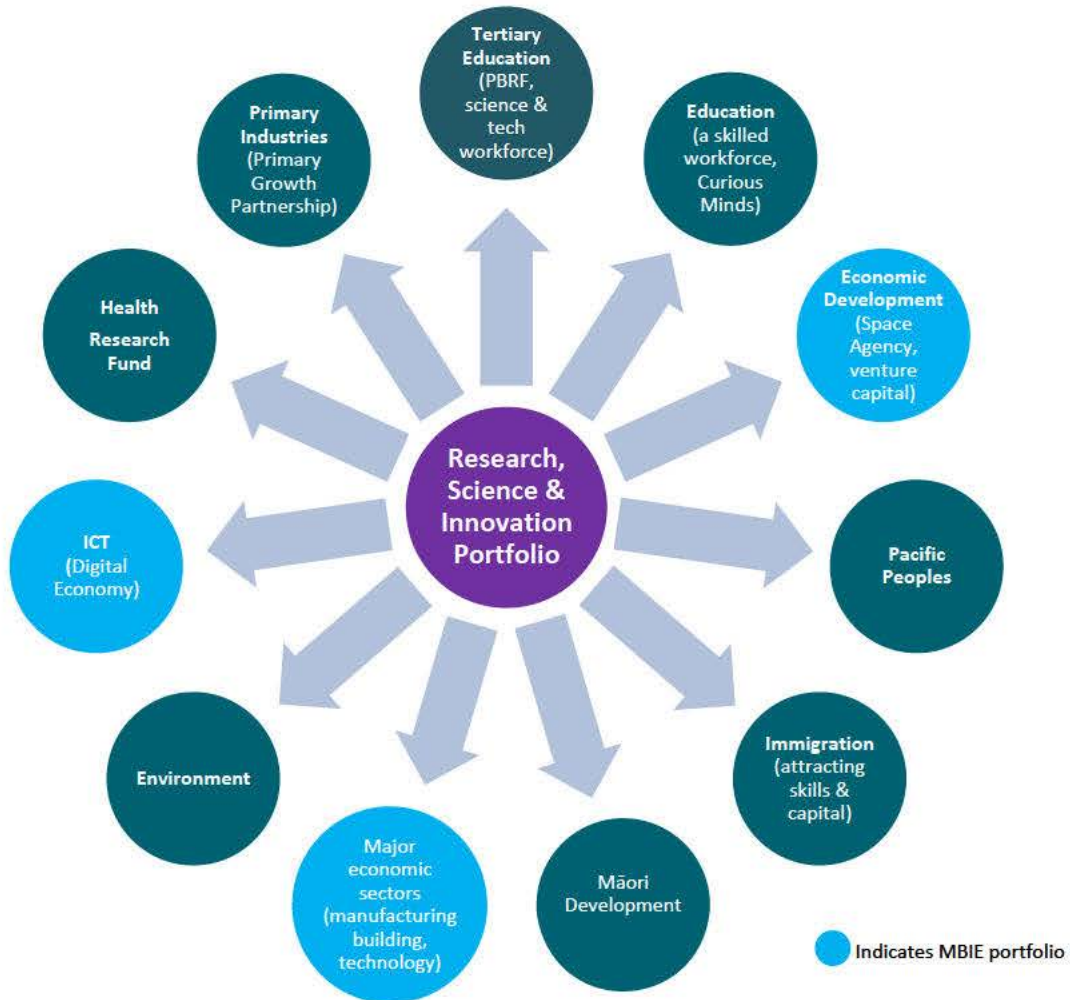 Tertiary
Education
(PBRF,
science &
tech
workforce)
Education
(a skilled
workforce,
Curious
Minds)
Economic
Development
(Space
Agency,
venture
capital)
Pacific
Peoples
Immigration
(attracting
skills &
capital)
Māori
Development
Major
economic
sectors
(manufacturing
building,
technology)
Environment
ICT
(Digital
Economy)
Health
Research
Fund
Primary
Industries
(Primary
Growth
Partnership)
Research,
Science &
Innovation
Portfolio
Indicates MBIE portfolio